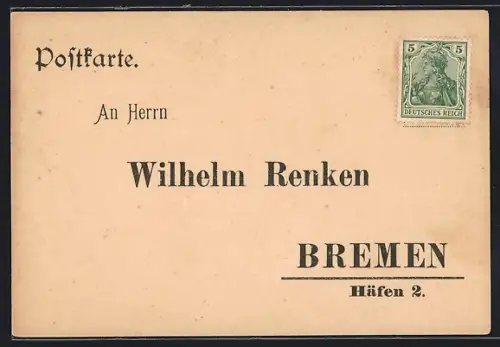 Poſtkarte.
5 5
DEUTSCHES REICH
An Herrn
Wilhelm Renken
BREMEN
Häfen 2.